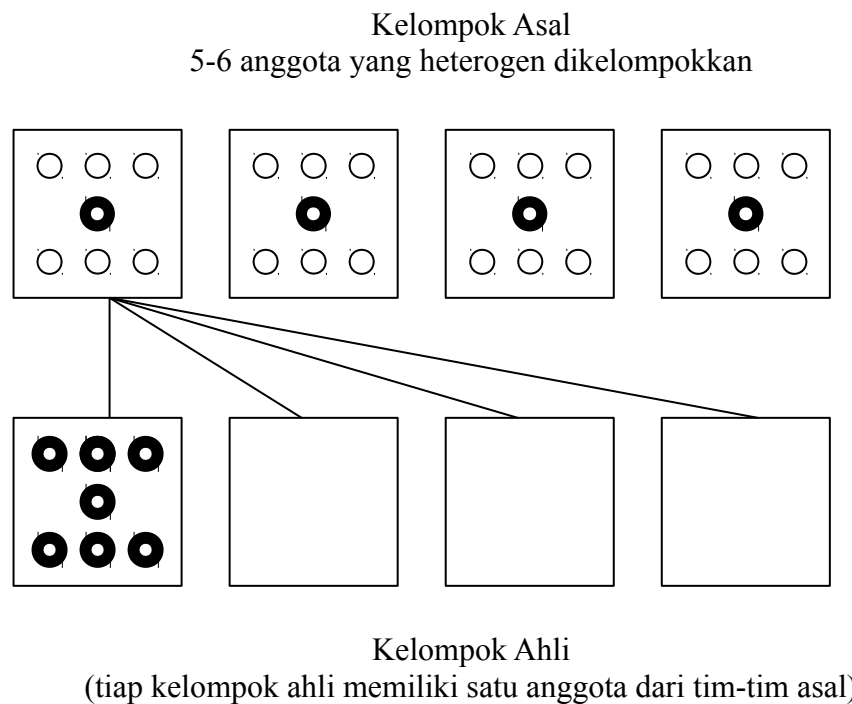 Kelompok Asal
5-6 anggota yang heterogen dikelompokkan
Kelompok Ahli
(tiap kelompok ahli memiliki satu anggota dari tim-tim asal)